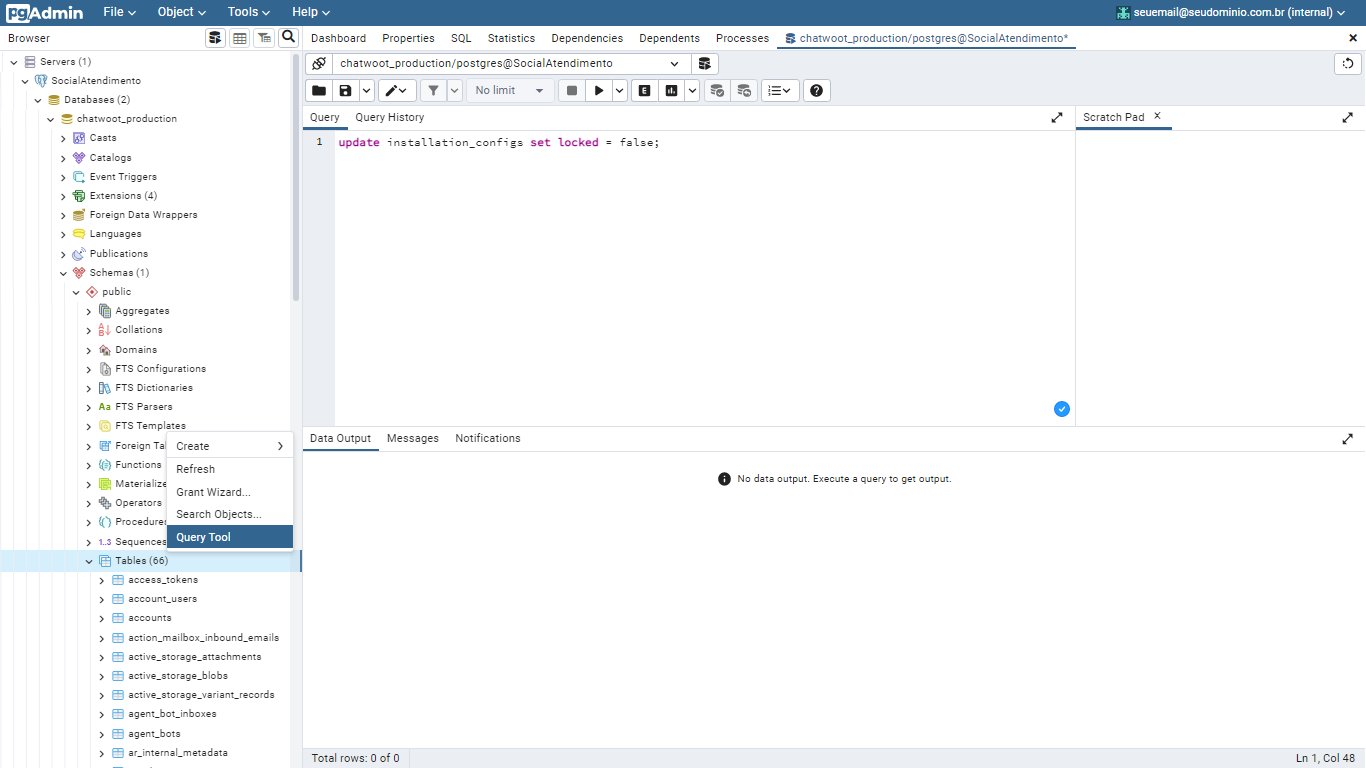 pgAdmin File Object Tools Help seuemail@seudominio.com.br (internal)
Browser
Dashboard Properties SQL Statistics Dependencies Dependents Processes chatwoot_production/postgres@SocialAtendimento*
Servers (1)
SocialAtendimento
Databases (2)
chatwoot_production
Casts
Catalogs
Event Triggers
Extensions (4)
Foreign Data Wrappers
Languages
Publications
Schemas (1)
public
Aggregates
Collations
Domains
FTS Configurations
FTS Dictionaries
Aa FTS Parsers
FTS Templates
Foreign Tal
Functions
Materialize
Operators
Procedures
1..3 Sequences
Tables (66)
access_tokens
account_users
accounts
action_mailbox_inbound_emails
active_storage_attachments
active_storage_blobs
active_storage_variant_records
agent_bot_inboxes
agent_bots
ar_internal_metadata
Create
Refresh
Grant Wizard...
Search Objects...
Query Tool
chatwoot_production/postgres@SocialAtendimento
No limit
E
Query Query History
Scratch Pad
1 update installation_configs set locked = false;
Data Output Messages Notifications
No data output. Execute a query to get output.
Total rows: 0 of 0
Ln 1, Col 48